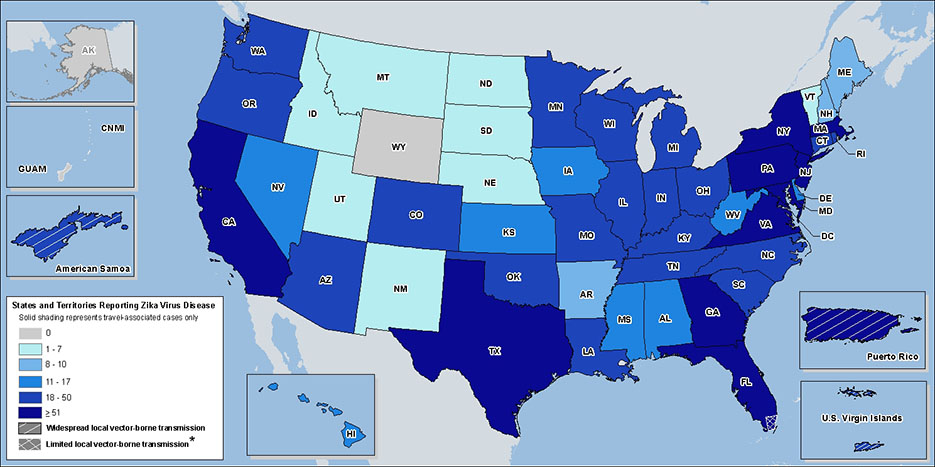 AK
CNMI
GUAM
American Samoa
States and Territories Reporting Zika Virus Disease
Solid shading represents travel-associated cases only
0
1 - 7
8 - 10
11 - 17
18 - 50
≥ 51
Widespread local vector-borne transmission
Limited local vector-borne transmission*
WA
OR
CA
NV
ID
MT
WY
UT
AZ
CO
NM
ND
SD
NE
KS
OK
TX
MN
IA
MO
AR
LA
WI
IL
MI
IN
OH
KY
TN
MS
AL
GA
FL
SC
NC
VA
WV
PA
NY
VT
NH
ME
MA
CT
RI
NJ
DE
MD
DC
HI
Puerto Rico
U.S. Virgin Islands